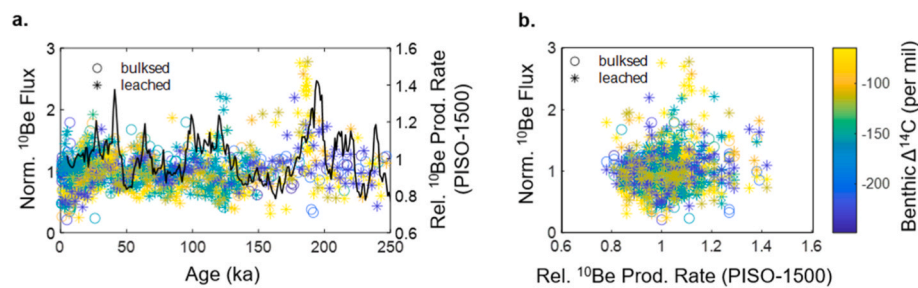 a.
Norm. ¹⁰Be Flux
3
2
1
0
bulksed
leached
0
50
100
150
200
250
Age (ka)
1.6
1.4
1.2
1
0.8
0.6
Rel. ¹⁰Be Prod. Rate
(PISO-1500)
b.
Norm. ¹⁰Be Flux
3
2
1
0
bulksed
leached
0.6
0.8
1.0
1.2
1.4
1.6
Rel. ¹⁰Be Prod. Rate (PISO-1500)
-100
-150
-200
Benthic Δ¹⁴C (per mil)